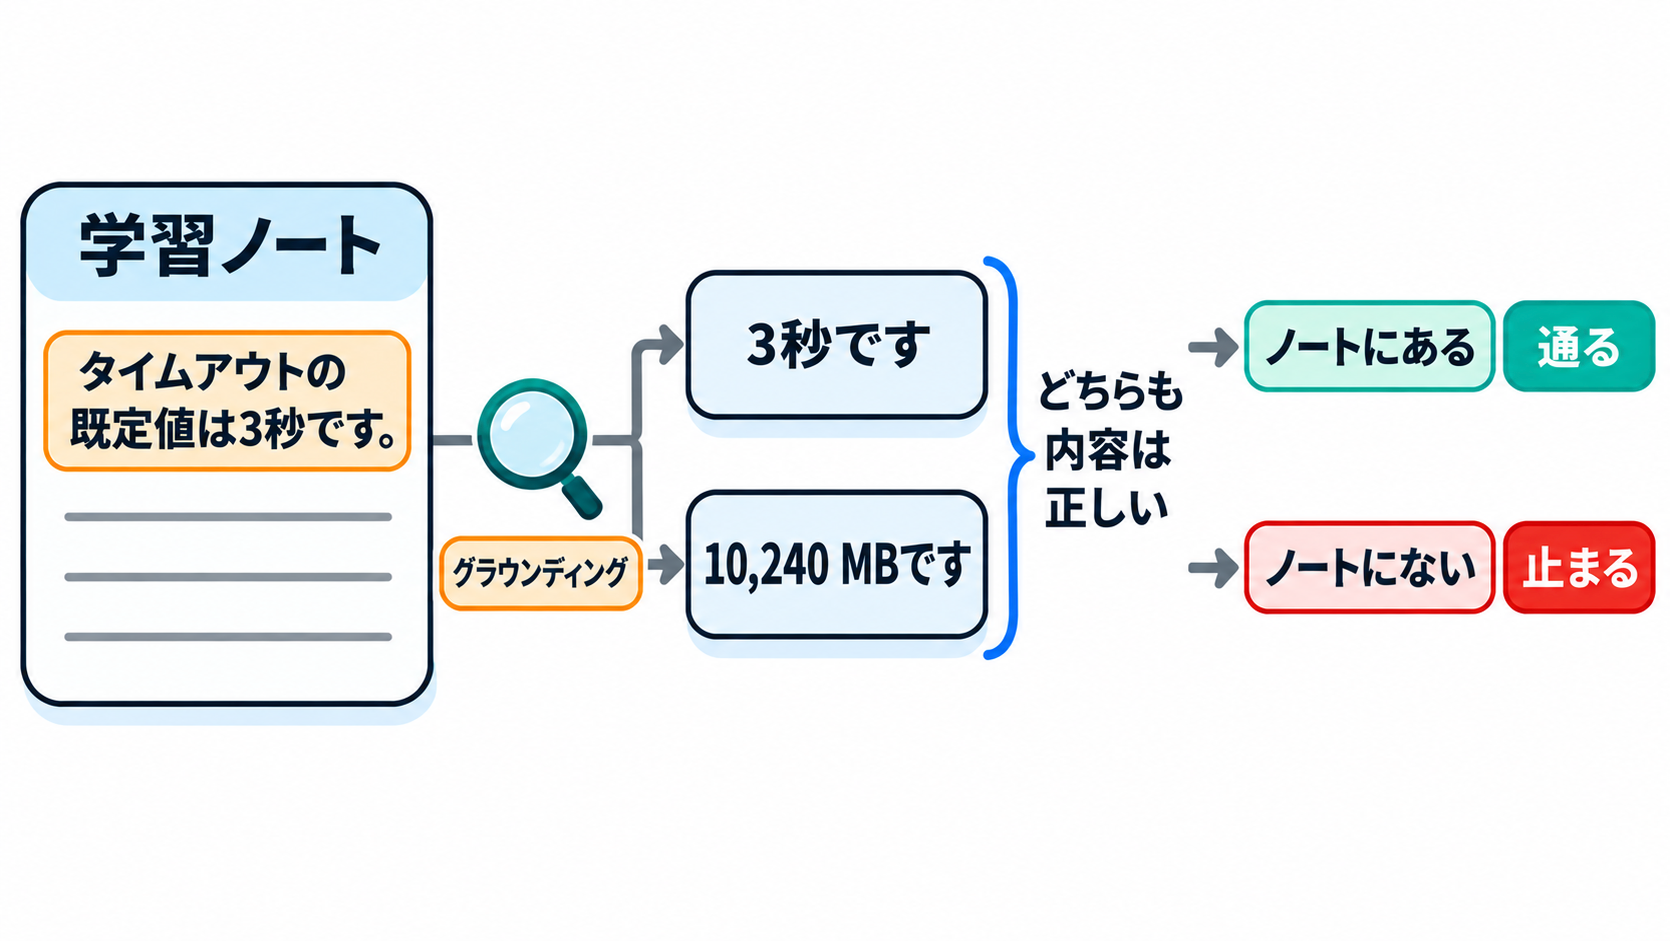 学習ノート
タイムアウトの
既定値は3秒です。
グラウンディング
3秒です
10,240 MBです
どちらも
内容は
正しい
ノートにある
通る
ノートにない
止まる